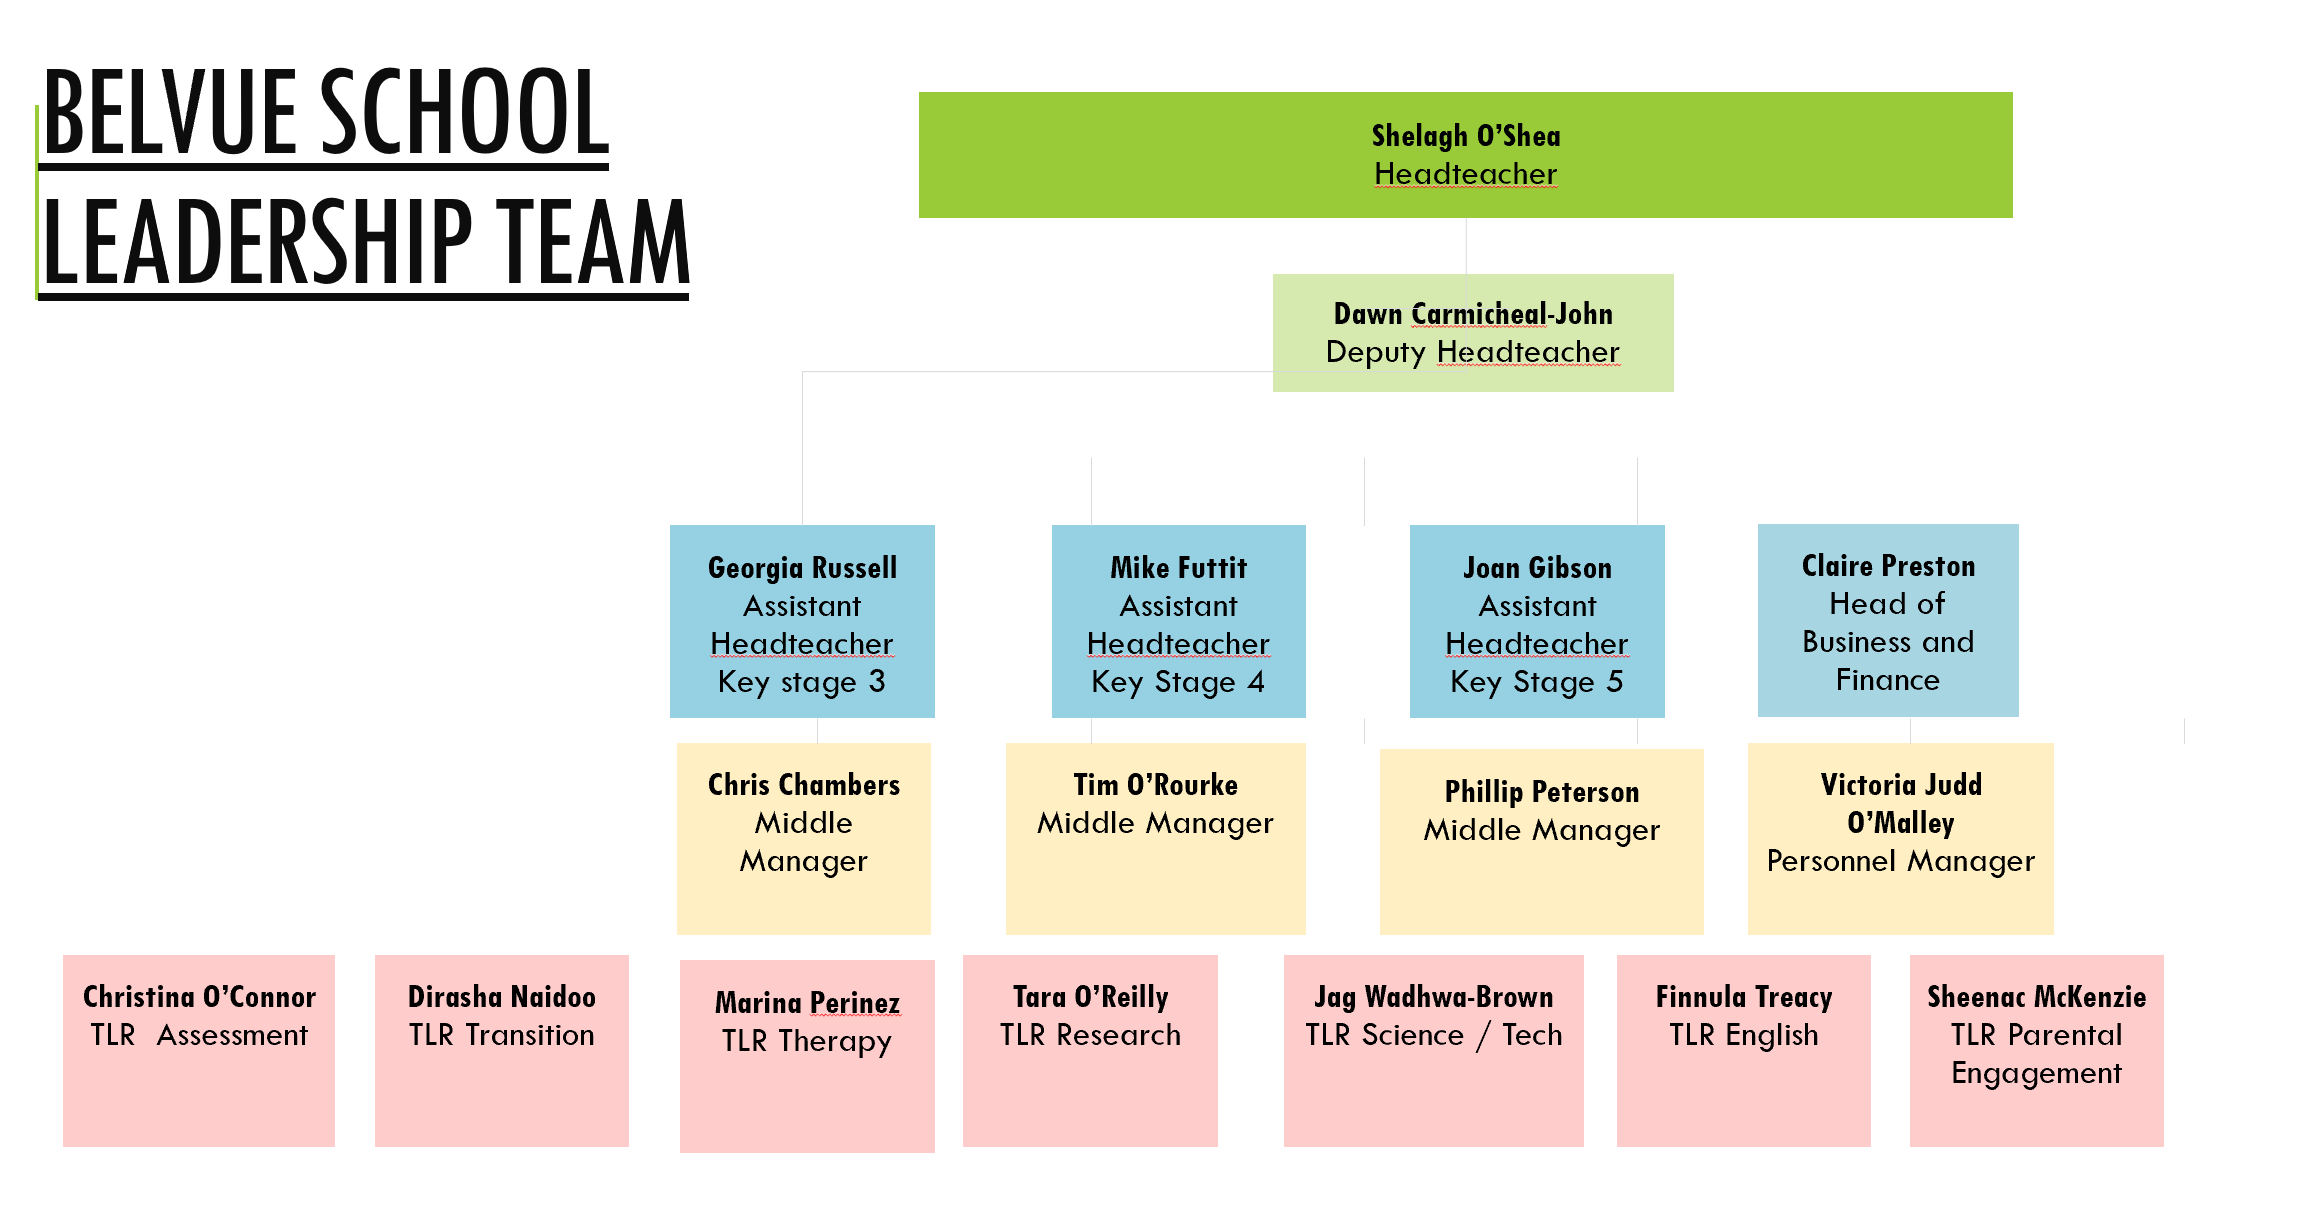 BELVUE SCHOOL
LEADERSHIP TEAM
Shelagh O’Shea
Headteacher
Dawn Carmicheal-John
Deputy Headteacher
Georgia Russell
Assistant
Headteacher
Key stage 3
Mike Futtit
Assistant
Headteacher
Key Stage 4
Joan Gibson
Assistant
Headteacher
Key Stage 5
Claire Preston
Head of
Business and
Finance
Chris Chambers
Middle
Manager
Tim O’Rourke
Middle Manager
Phillip Peterson
Middle Manager
Victoria Judd
O’Malley
Personnel Manager
Christina O’Connor
TLR  Assessment
Dirasha Naidoo
TLR Transition
Marina Perinez
TLR Therapy
Tara O’Reilly
TLR Research
Jag Wadhwa-Brown
TLR Science / Tech
Finnula Treacy
TLR English
Sheenac McKenzie
TLR Parental
Engagement